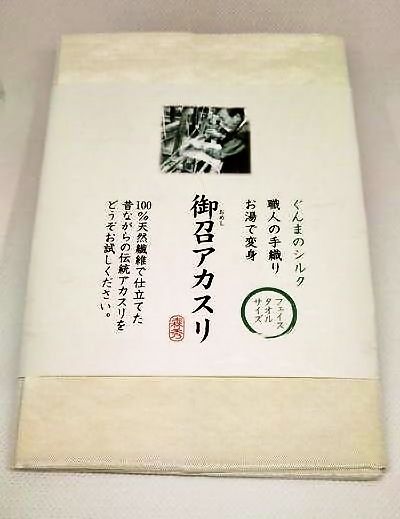 ぐんまのシルク
職人の手織り
お湯で変身
フェイス
タオル
サイズ
おめし
御召アカスリ
森秀
100%天然繊維で仕立てた
昔ながらの伝統アカスリを
どうぞお試しください。